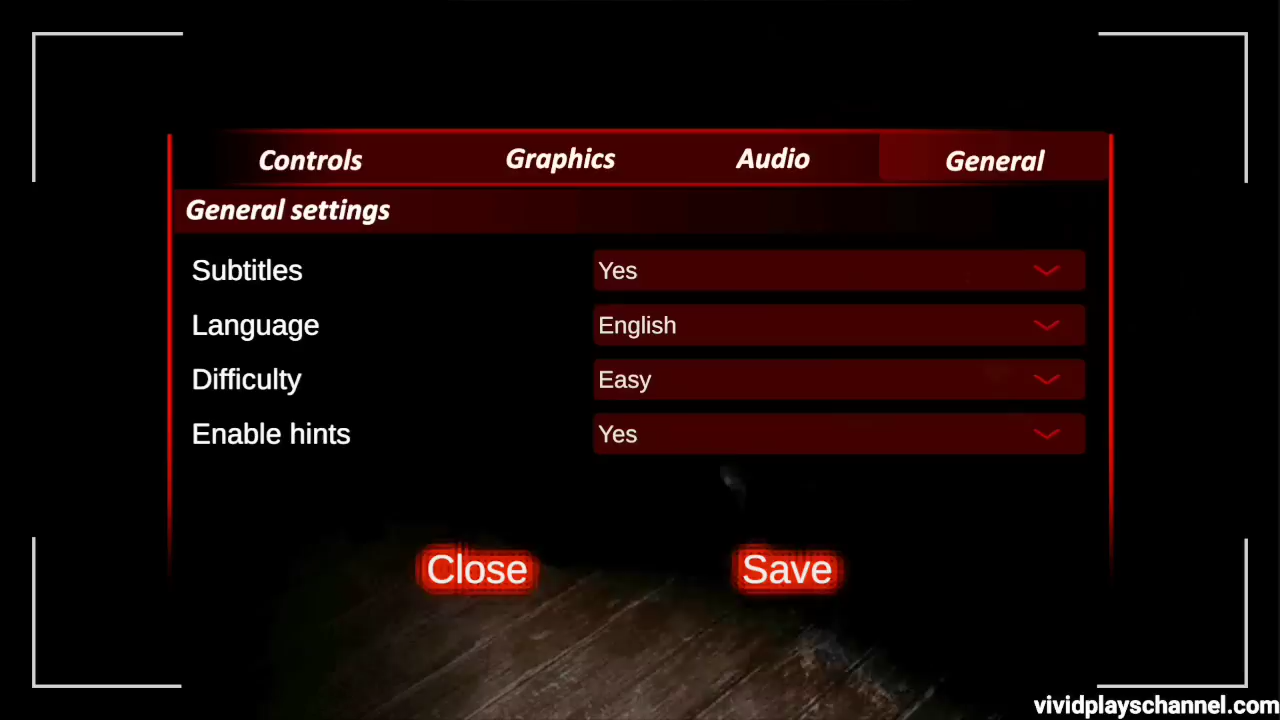 Controls Graphics Audio General
General settings
Subtitles Yes
Language English
Difficulty Easy
Enable hints Yes
Close Save
vividplayschannel.com